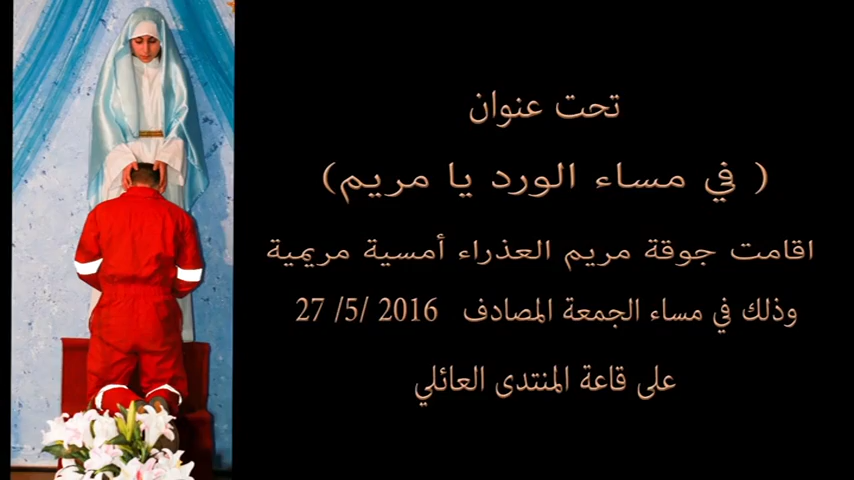 تحت عنوان
( في مساء الورد يا مريم)
اقامت جوقة مريم العذراء أمسية مريمية
وذلك في مساء الجمعة المصادف 2016 /5/ 27
على قاعة المنتدى العائلي